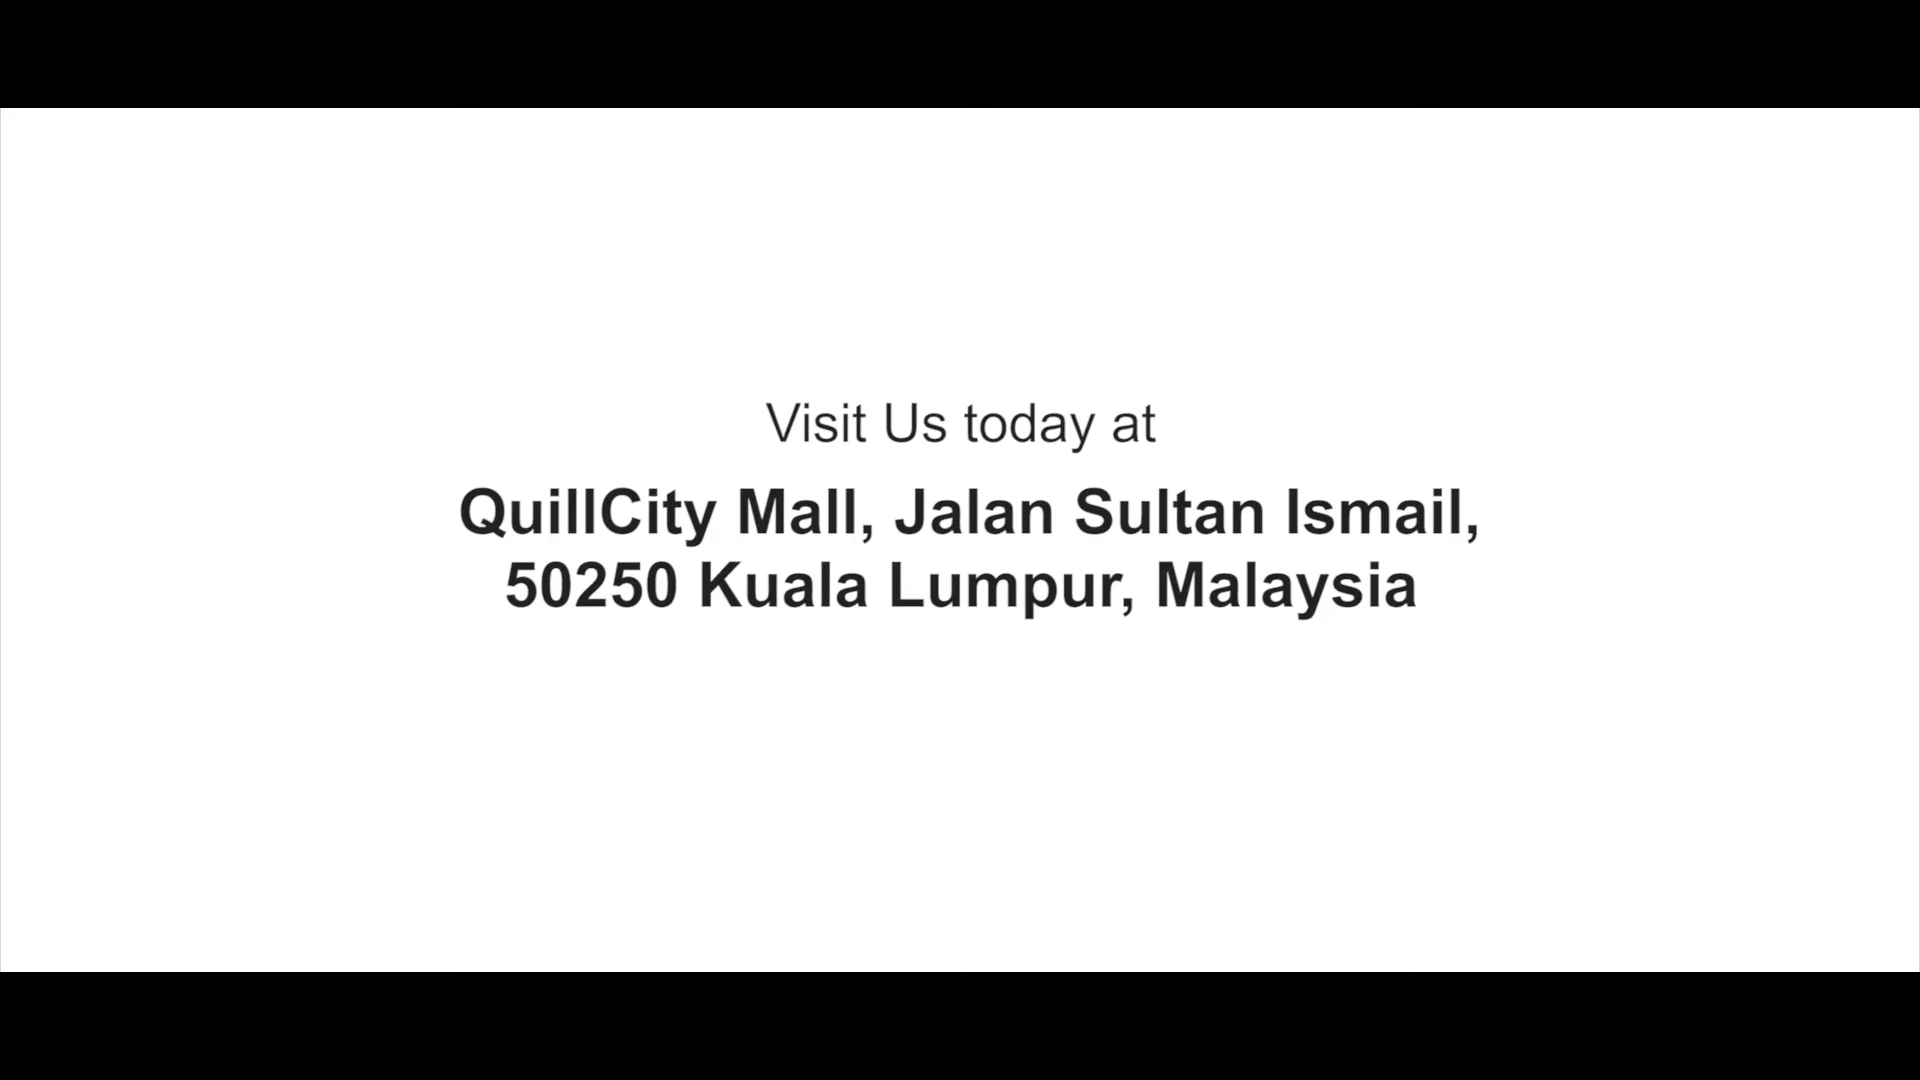 Visit Us today at
QuillCity Mall, Jalan Sultan Ismail,
50250 Kuala Lumpur, Malaysia